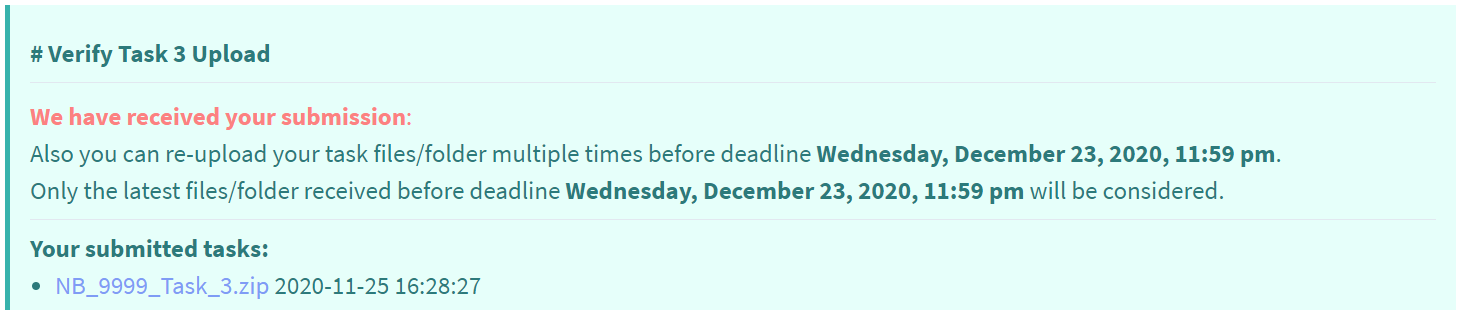 # Verify Task 3 Upload
We have received your submission:
Also you can re-upload your task files/folder multiple times before deadline Wednesday, December 23, 2020, 11:59 pm.
Only the latest files/folder received before deadline Wednesday, December 23, 2020, 11:59 pm will be considered.
Your submitted tasks:
• NB_9999_Task_3.zip 2020-11-25 16:28:27